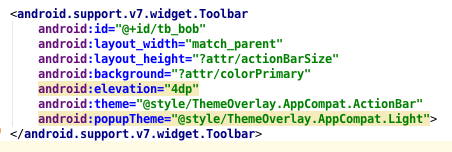 <android.support.v7.widget.Toolbar
android:id="@+id/tb_bob"
android:layout_width="match_parent"
android:layout_height="?attr/actionBarSize"
android:background="?attr/colorPrimary"
android:elevation="4dp"
android:theme="@style/ThemeOverlay.AppCompat.ActionBar"
android:popupTheme="@style/ThemeOverlay.AppCompat.Light">
</android.support.v7.widget.Toolbar>